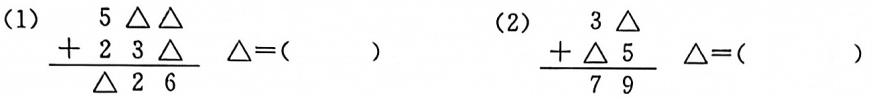 (1) 5 △ △
+ 2 3 △ △=( )
△ 2 6
(2) 3 △
+ △ 5 △=( )
7 9